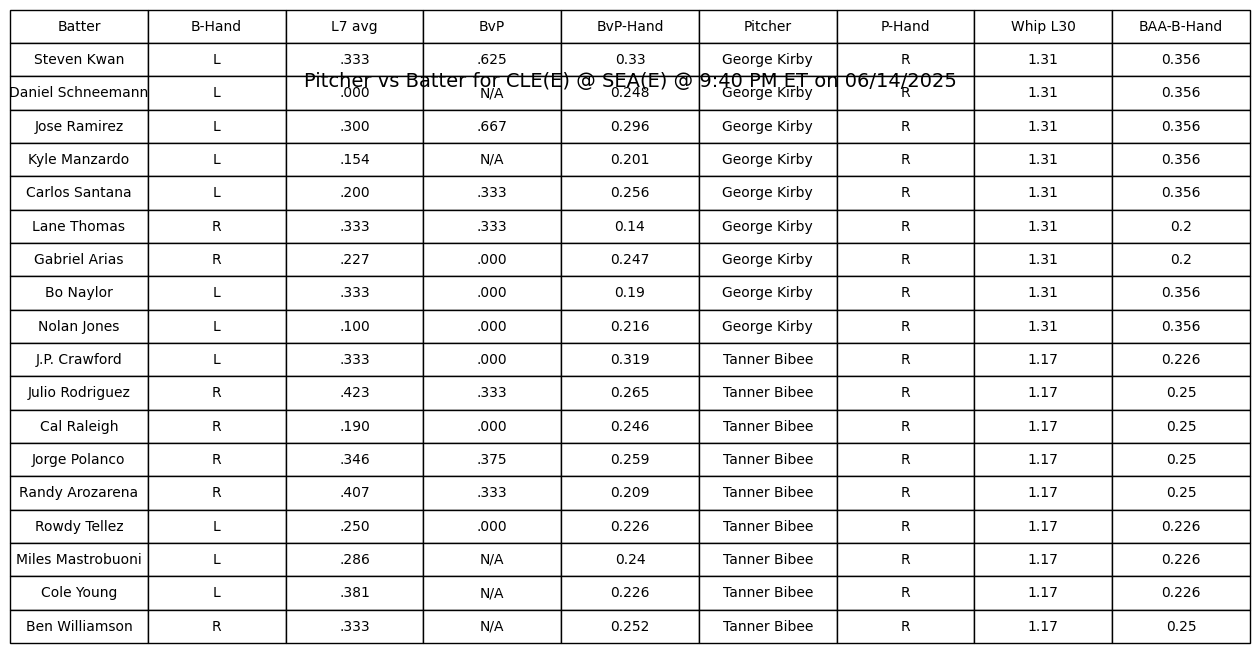 Batter B-Hand L7 avg BvP BvP-Hand Pitcher P-Hand Whip L30 BAA-B-Hand
Steven Kwan L .333 .625 0.33 George Kirby R 1.31 0.356
Pitcher vs Batter for CLE(E) @ SEA(E) @ 9:40 PM ET on 06/14/2025
Daniel Schneemann L .000 N/A 0.248 George Kirby R 1.31 0.356
Jose Ramirez L .300 .667 0.296 George Kirby R 1.31 0.356
Kyle Manzardo L .154 N/A 0.201 George Kirby R 1.31 0.356
Carlos Santana L .200 .333 0.256 George Kirby R 1.31 0.356
Lane Thomas R .333 .333 0.14 George Kirby R 1.31 0.2
Gabriel Arias R .227 .000 0.247 George Kirby R 1.31 0.2
Bo Naylor L .333 .000 0.19 George Kirby R 1.31 0.356
Nolan Jones L .100 .000 0.216 George Kirby R 1.31 0.356
J.P. Crawford L .333 .000 0.319 Tanner Bibee R 1.17 0.226
Julio Rodriguez R .423 .333 0.265 Tanner Bibee R 1.17 0.25
Cal Raleigh R .190 .000 0.246 Tanner Bibee R 1.17 0.25
Jorge Polanco R .346 .375 0.259 Tanner Bibee R 1.17 0.25
Randy Arozarena R .407 .333 0.209 Tanner Bibee R 1.17 0.25
Rowdy Tellez L .250 .000 0.226 Tanner Bibee R 1.17 0.226
Miles Mastrobuoni L .286 N/A 0.24 Tanner Bibee R 1.17 0.226
Cole Young L .381 N/A 0.226 Tanner Bibee R 1.17 0.226
Ben Williamson R .333 N/A 0.252 Tanner Bibee R 1.17 0.25